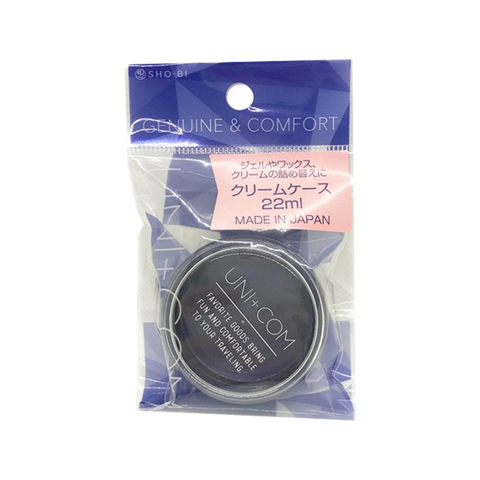 SHO-BI
GENUINE & COMFORT
ジェルやワックス、
クリームの詰め替えに
クリームケース
22ml
MADE IN JAPAN
UNI+COM
FAVORITE GOODS BRING
FUN AND COMFORTABLE
TO YOUR TRAVELING